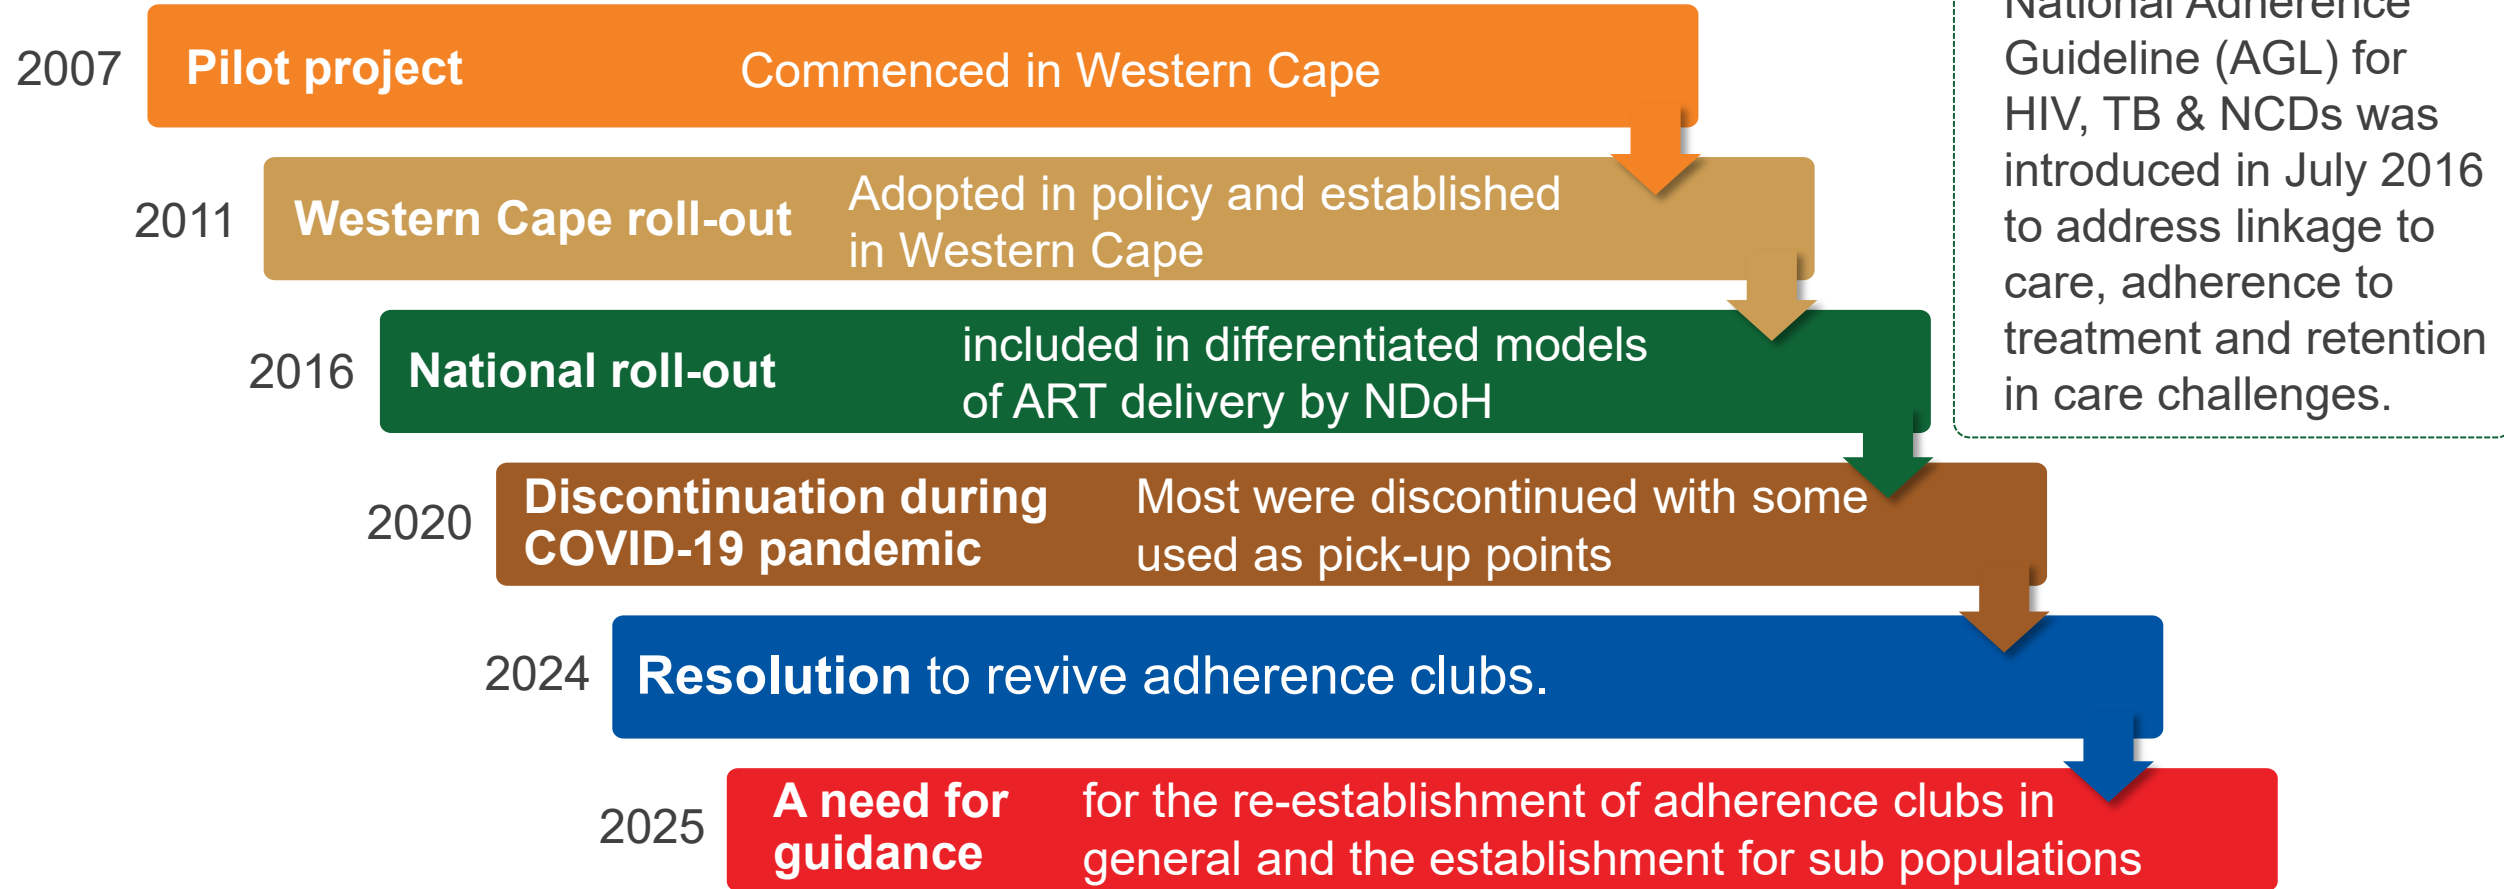 2007
Pilot project
Commenced in Western Cape
2011
Western Cape roll-out
Adopted in policy and established
in Western Cape
2016
National roll-out
included in differentiated models
of ART delivery by NDoH
2020
Discontinuation during
COVID-19 pandemic
Most were discontinued with some
used as pick-up points
2024
Resolution to revive adherence clubs.
2025
A need for
guidance
for the re-establishment of adherence clubs in
general and the establishment for sub populations
National Adherence
Guideline (AGL) for
HIV, TB & NCDs was
introduced in July 2016
to address linkage to
care, adherence to
treatment and retention
in care challenges.